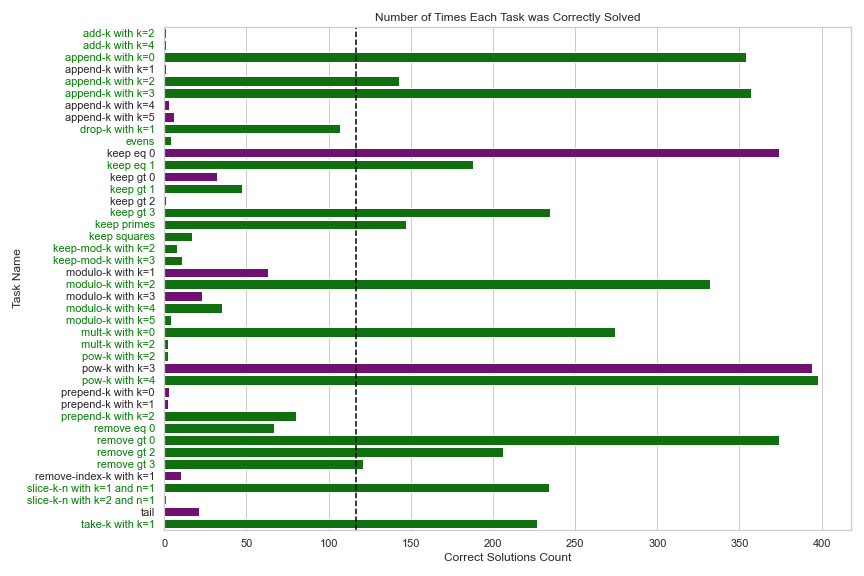 Number of Times Each Task was Correctly Solved
add-k with k=2
add-k with k=4
append-k with k=0
append-k with k=1
append-k with k=2
append-k with k=3
append-k with k=4
append-k with k=5
drop-k with k=1
evens
keep eq 0
keep eq 1
keep gt 0
keep gt 1
keep gt 2
keep gt 3
keep primes
keep squares
keep-mod-k with k=2
keep-mod-k with k=3
modulo-k with k=1
modulo-k with k=2
modulo-k with k=3
modulo-k with k=4
modulo-k with k=5
mult-k with k=0
mult-k with k=2
pow-k with k=2
pow-k with k=3
pow-k with k=4
prepend-k with k=0
prepend-k with k=1
prepend-k with k=2
remove eq 0
remove gt 0
remove gt 2
remove gt 3
remove-index-k with k=1
slice-k-n with k=1 and n=1
slice-k-n with k=2 and n=1
tail
take-k with k=1
Task Name
0 50 100 150 200 250 300 350 400
Correct Solutions Count